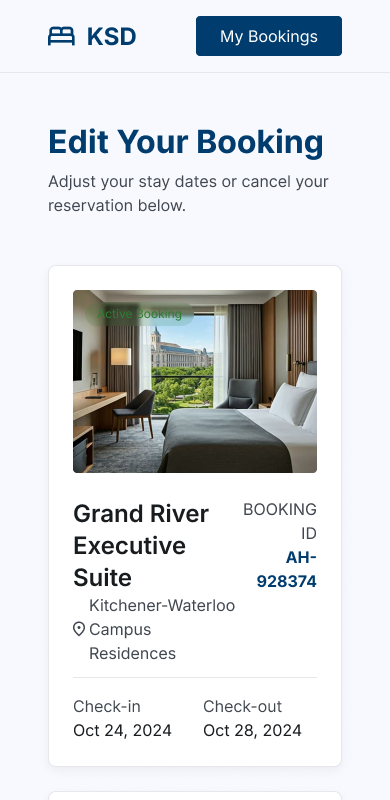 KSD
My Bookings
Edit Your Booking
Adjust your stay dates or cancel your
reservation below.
Active Booking
Grand River
Executive
Suite
BOOKING
ID
AH-
928374
Kitchener-Waterloo
Campus
Residences
Check-in
Check-out
Oct 24, 2024
Oct 28, 2024